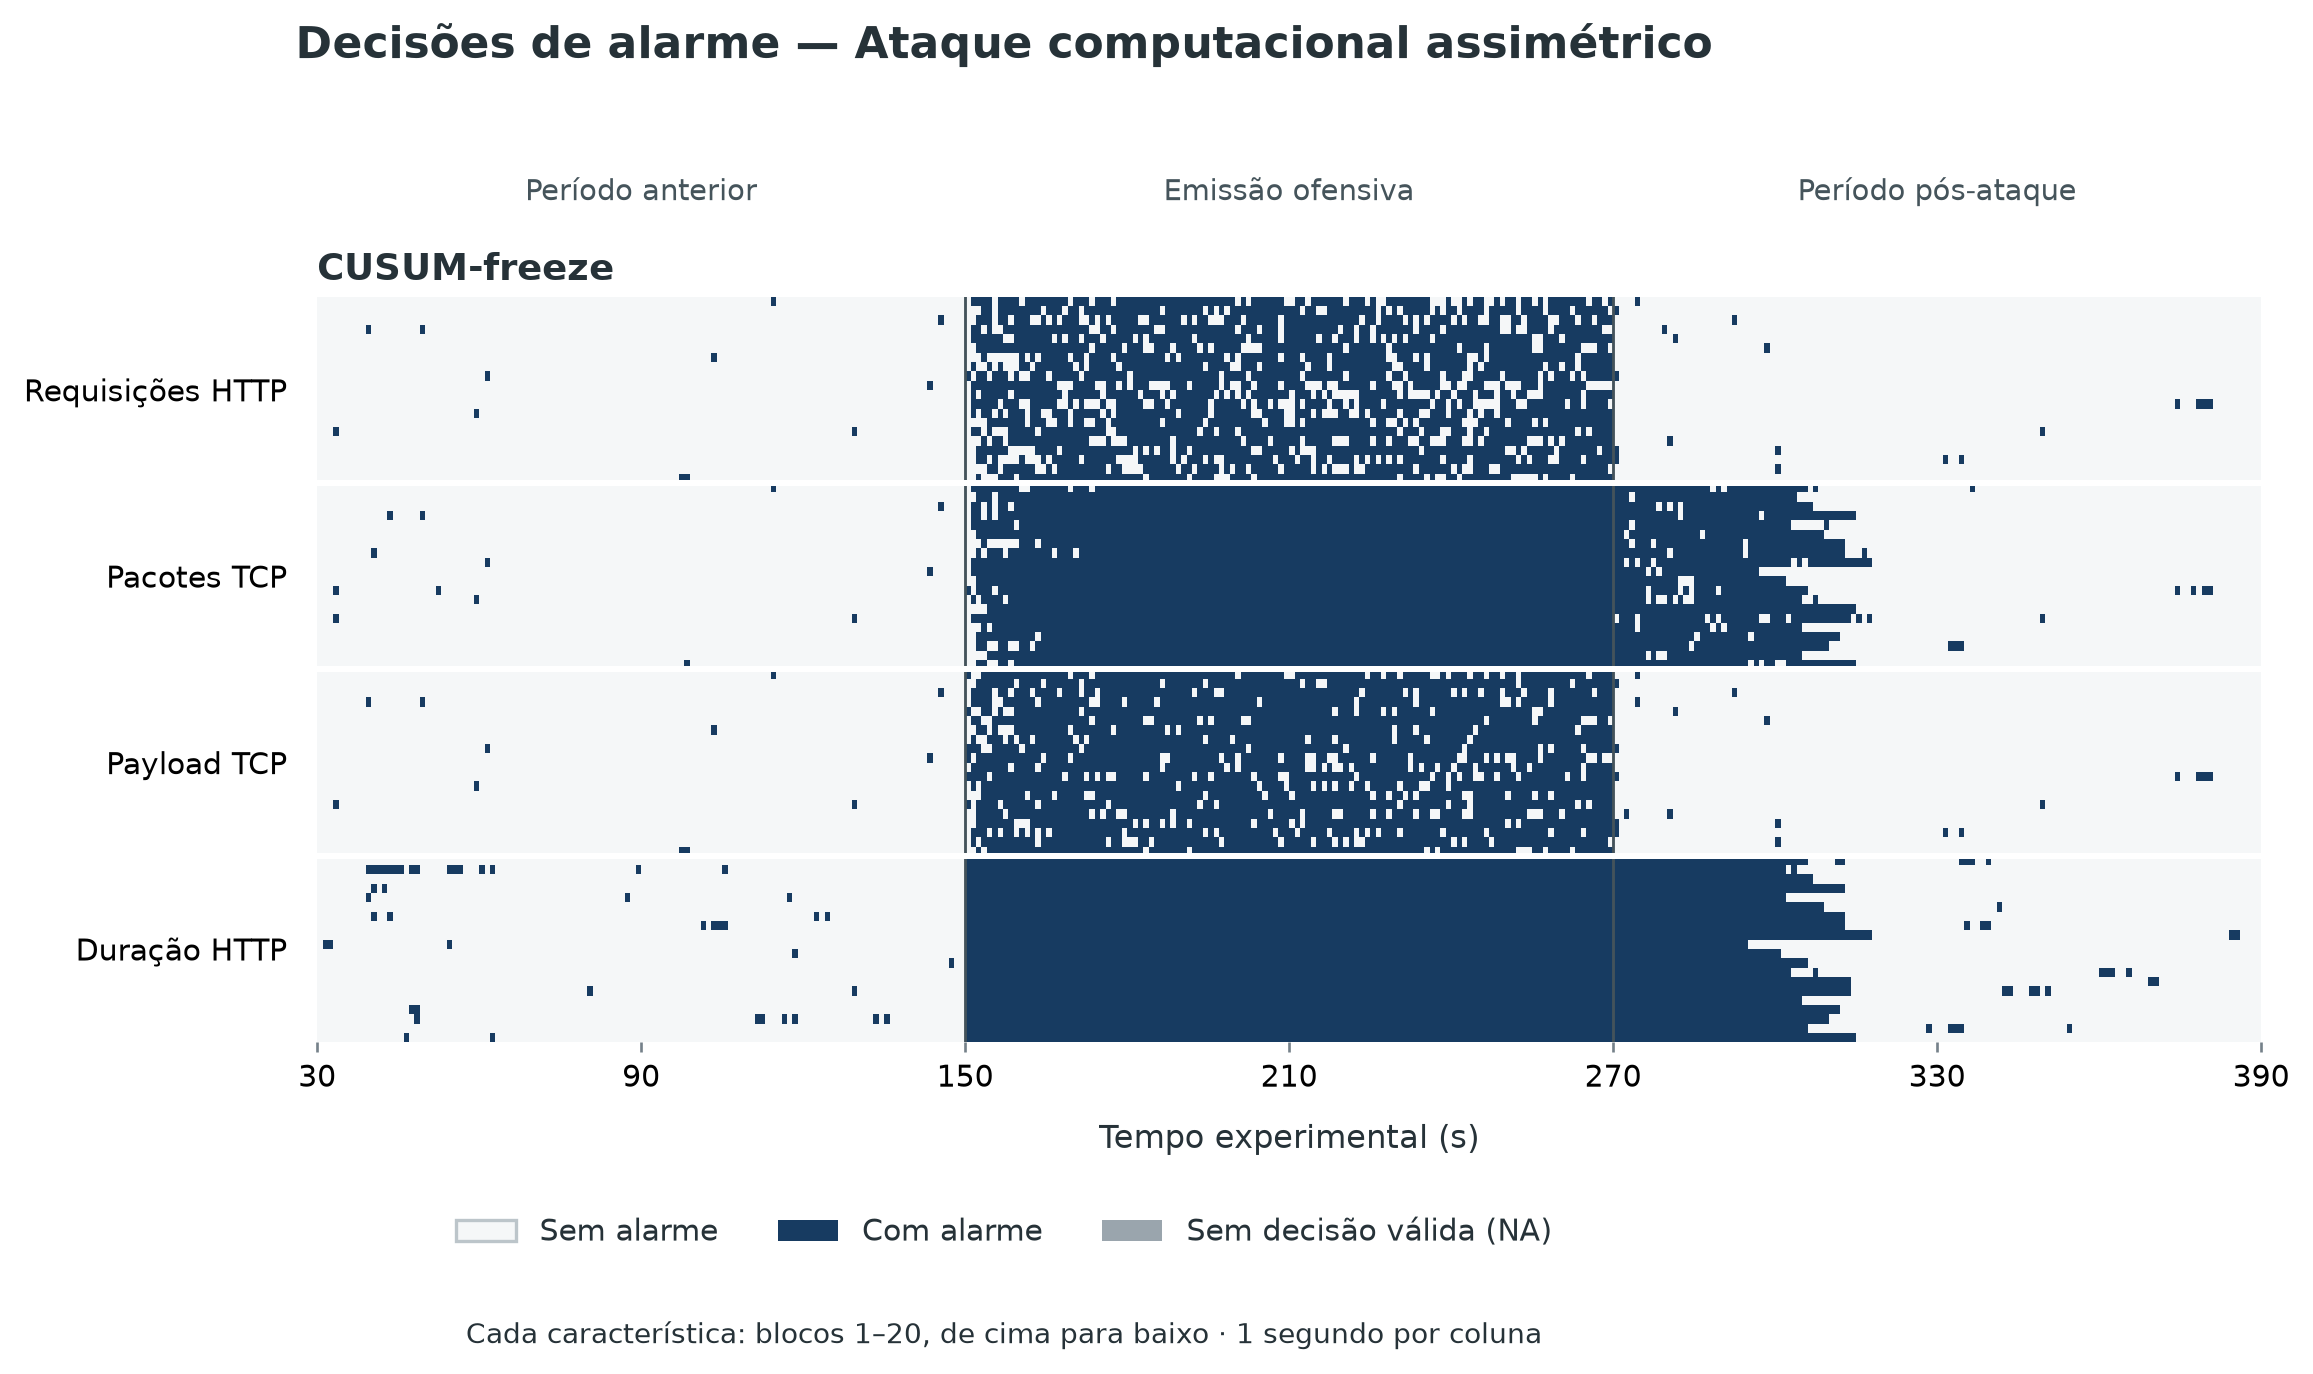 Decisões de alarme — Ataque computacional assimétrico
Período anterior
Emissão ofensiva
Período pós-ataque
CUSUM-freeze
Requisições HTTP
Pacotes TCP
Payload TCP
Duração HTTP
30 90 150 210 270 330 390
Tempo experimental (s)
Sem alarme
Com alarme
Sem decisão válida (NA)
Cada característica: blocos 1–20, de cima para baixo · 1 segundo por coluna